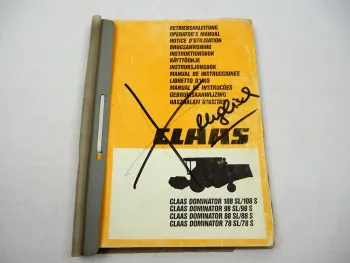 BETRIEBSANLEITUNG
OPERATOR'S MANUAL
NOTICE D'UTILISATION
BRUGSANVISNING
INSTRUKTIONSBOK
KÄYTTÖOHJE
INSTRUKSJONSBOK
MANUAL DE INSTRUCCIONES
LIBRETTO D'USO
MANUAL DE INSTRUÇÕES
GEBRUIKSAANWIJZING
englisch
CLAAS
CLAAS DOMINATOR 108 SL/108 S
CLAAS DOMINATOR 98 SL/98 S
CLAAS DOMINATOR 88 SL/88 S
CLAAS DOMINATOR 78 SL/78 S